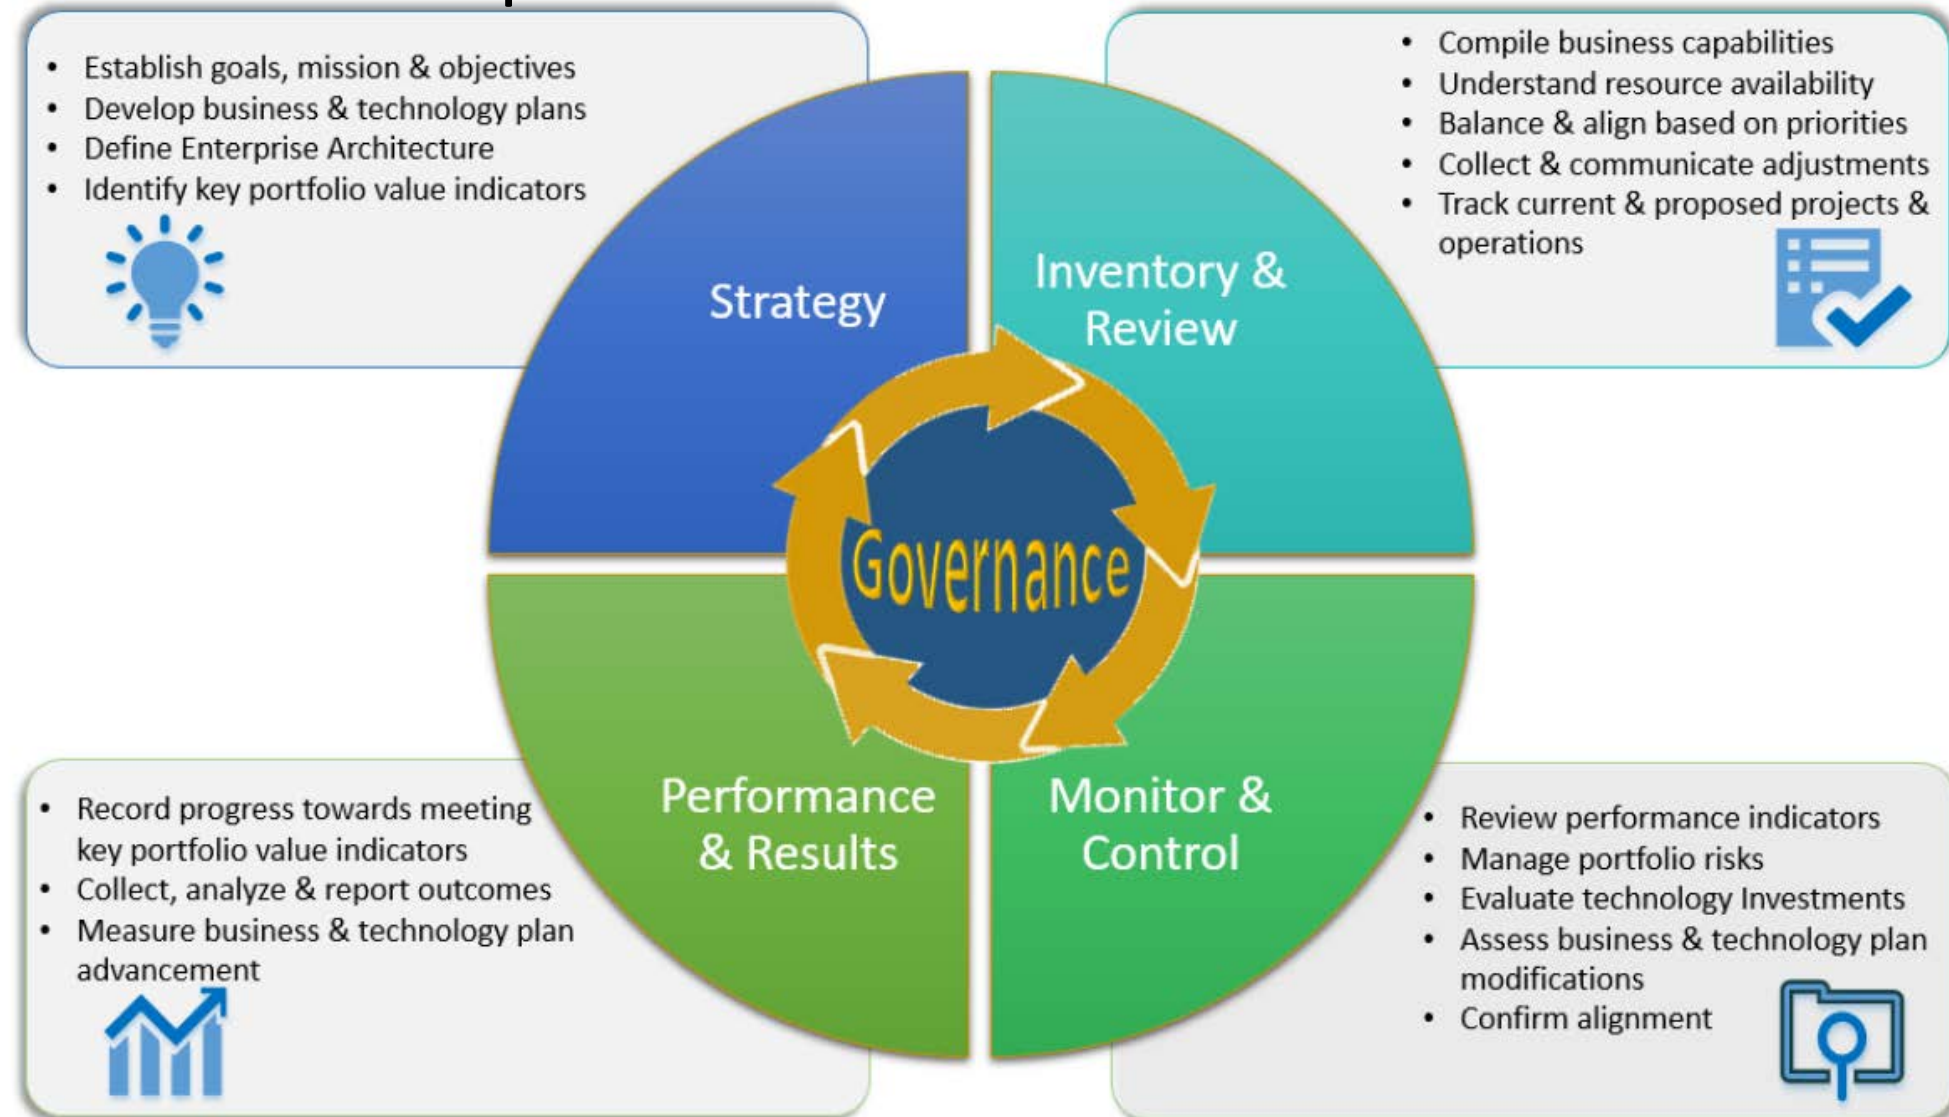 • Establish goals, mission & objectives
• Develop business & technology plans
• Define Enterprise Architecture
• Identify key portfolio value indicators
• Compile business capabilities
• Understand resource availability
• Balance & align based on priorities
• Collect & communicate adjustments
• Track current & proposed projects &
operations
Strategy
Inventory &
Review
Governance
Performance
& Results
Monitor &
Control
• Record progress towards meeting
key portfolio value indicators
• Collect, analyze & report outcomes
• Measure business & technology plan
advancement
• Review performance indicators
• Manage portfolio risks
• Evaluate technology Investments
• Assess business & technology plan
modifications
• Confirm alignment